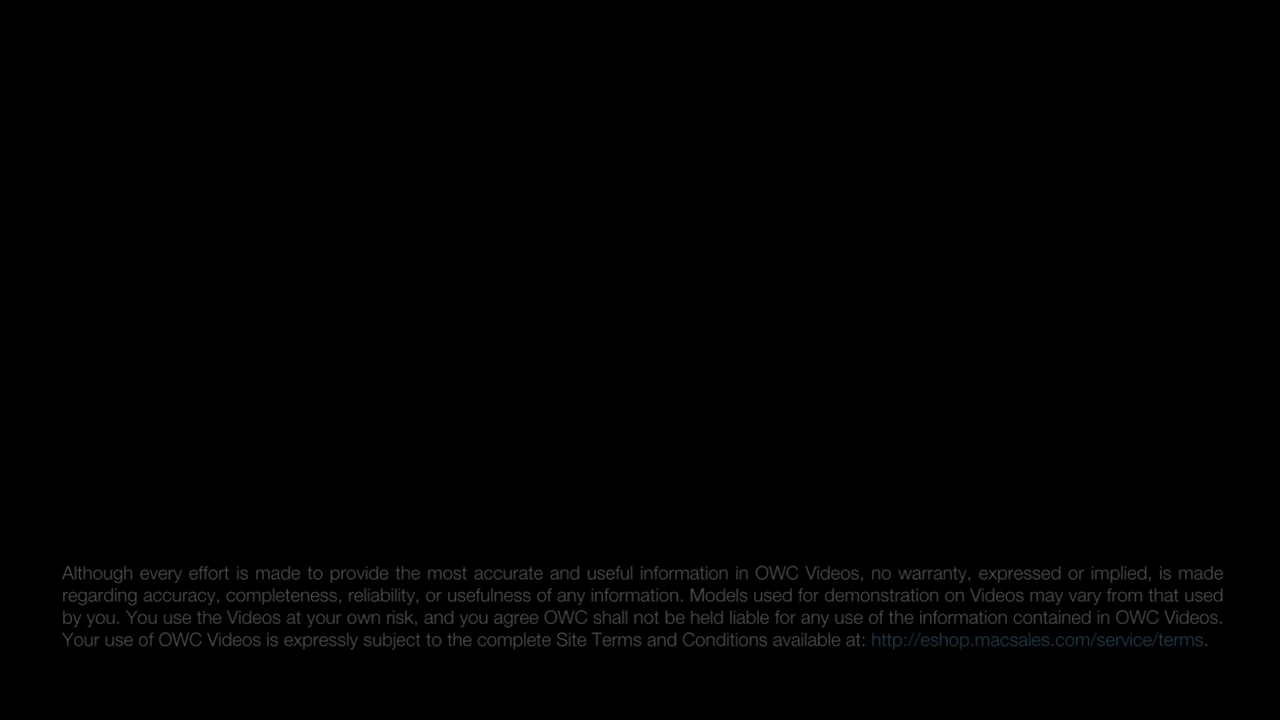 Although every effort is made to provide the most accurate and useful information in OWC Videos, no warranty, expressed or implied, is made
regarding accuracy, completeness, reliability, or usefulness of any information. Models used for demonstration on Videos may vary from that used
by you. You use the Videos at your own risk, and you agree OWC shall not be held liable for any use of the information contained in OWC Videos.
Your use of OWC Videos is expressly subject to the complete Site Terms and Conditions available at: http://eshop.macsales.com/service/terms.